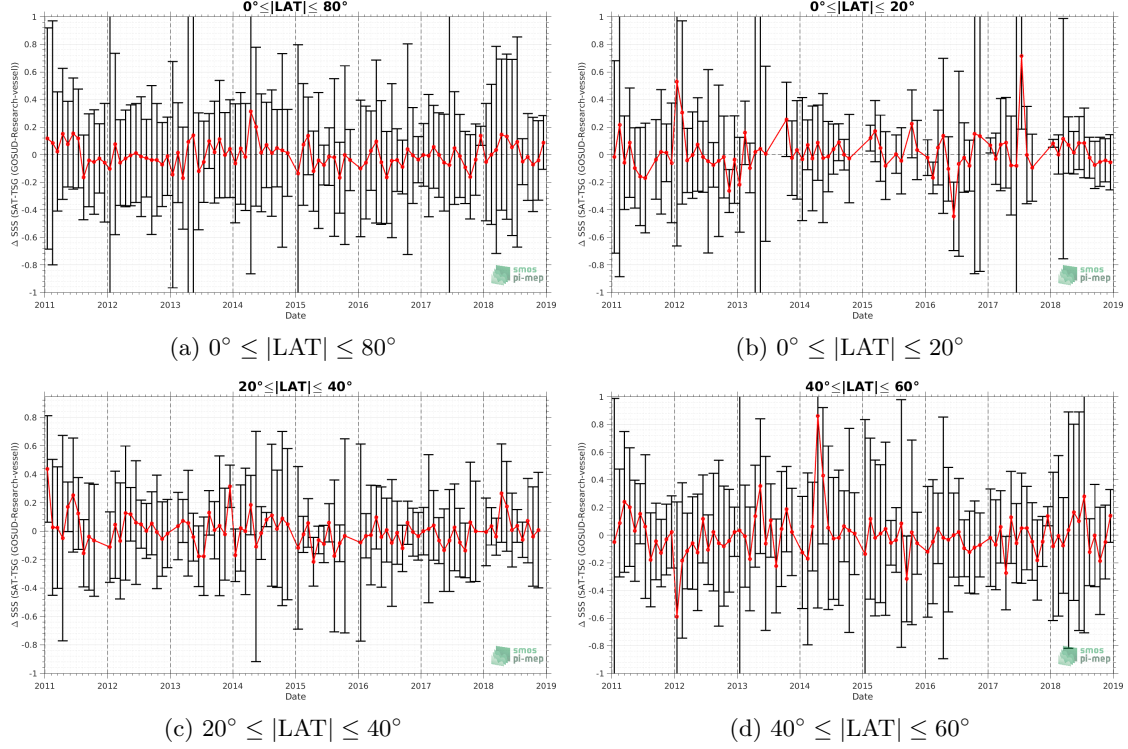 0°≤|LAT|≤ 80°
Δ SSS (SAT-TSG (GOSUD-Research-vessel))
1
0.8
0.6
0.4
0.2
0
-0.2
-0.4
-0.6
-0.8
-1
2011 2012 2013 2014 2015 2016 2017 2018 2019
Date
smos
pi-mep
(a) 0° ≤ |LAT| ≤ 80°
0°≤|LAT|≤ 20°
Δ SSS (SAT-TSG (GOSUD-Research-vessel))
1
0.8
0.6
0.4
0.2
0
-0.2
-0.4
-0.6
-0.8
-1
2011 2012 2013 2014 2015 2016 2017 2018 2019
Date
smos
pi-mep
(b) 0° ≤ |LAT| ≤ 20°
20°≤|LAT|≤ 40°
Δ SSS (SAT-TSG (GOSUD-Research-vessel))
0.8
0.6
0.4
0.2
0
-0.2
-0.4
-0.6
-0.8
-1
2011 2012 2013 2014 2015 2016 2017 2018 2019
Date
smos
pi-mep
(c) 20° ≤ |LAT| ≤ 40°
40°≤|LAT|≤ 60°
Δ SSS (SAT-TSG (GOSUD-Research-vessel))
1
0.8
0.6
0.4
0.2
0
-0.2
-0.4
-0.6
-0.8
-1
2011 2012 2013 2014 2015 2016 2017 2018 2019
Date
smos
pi-mep
(d) 40° ≤ |LAT| ≤ 60°